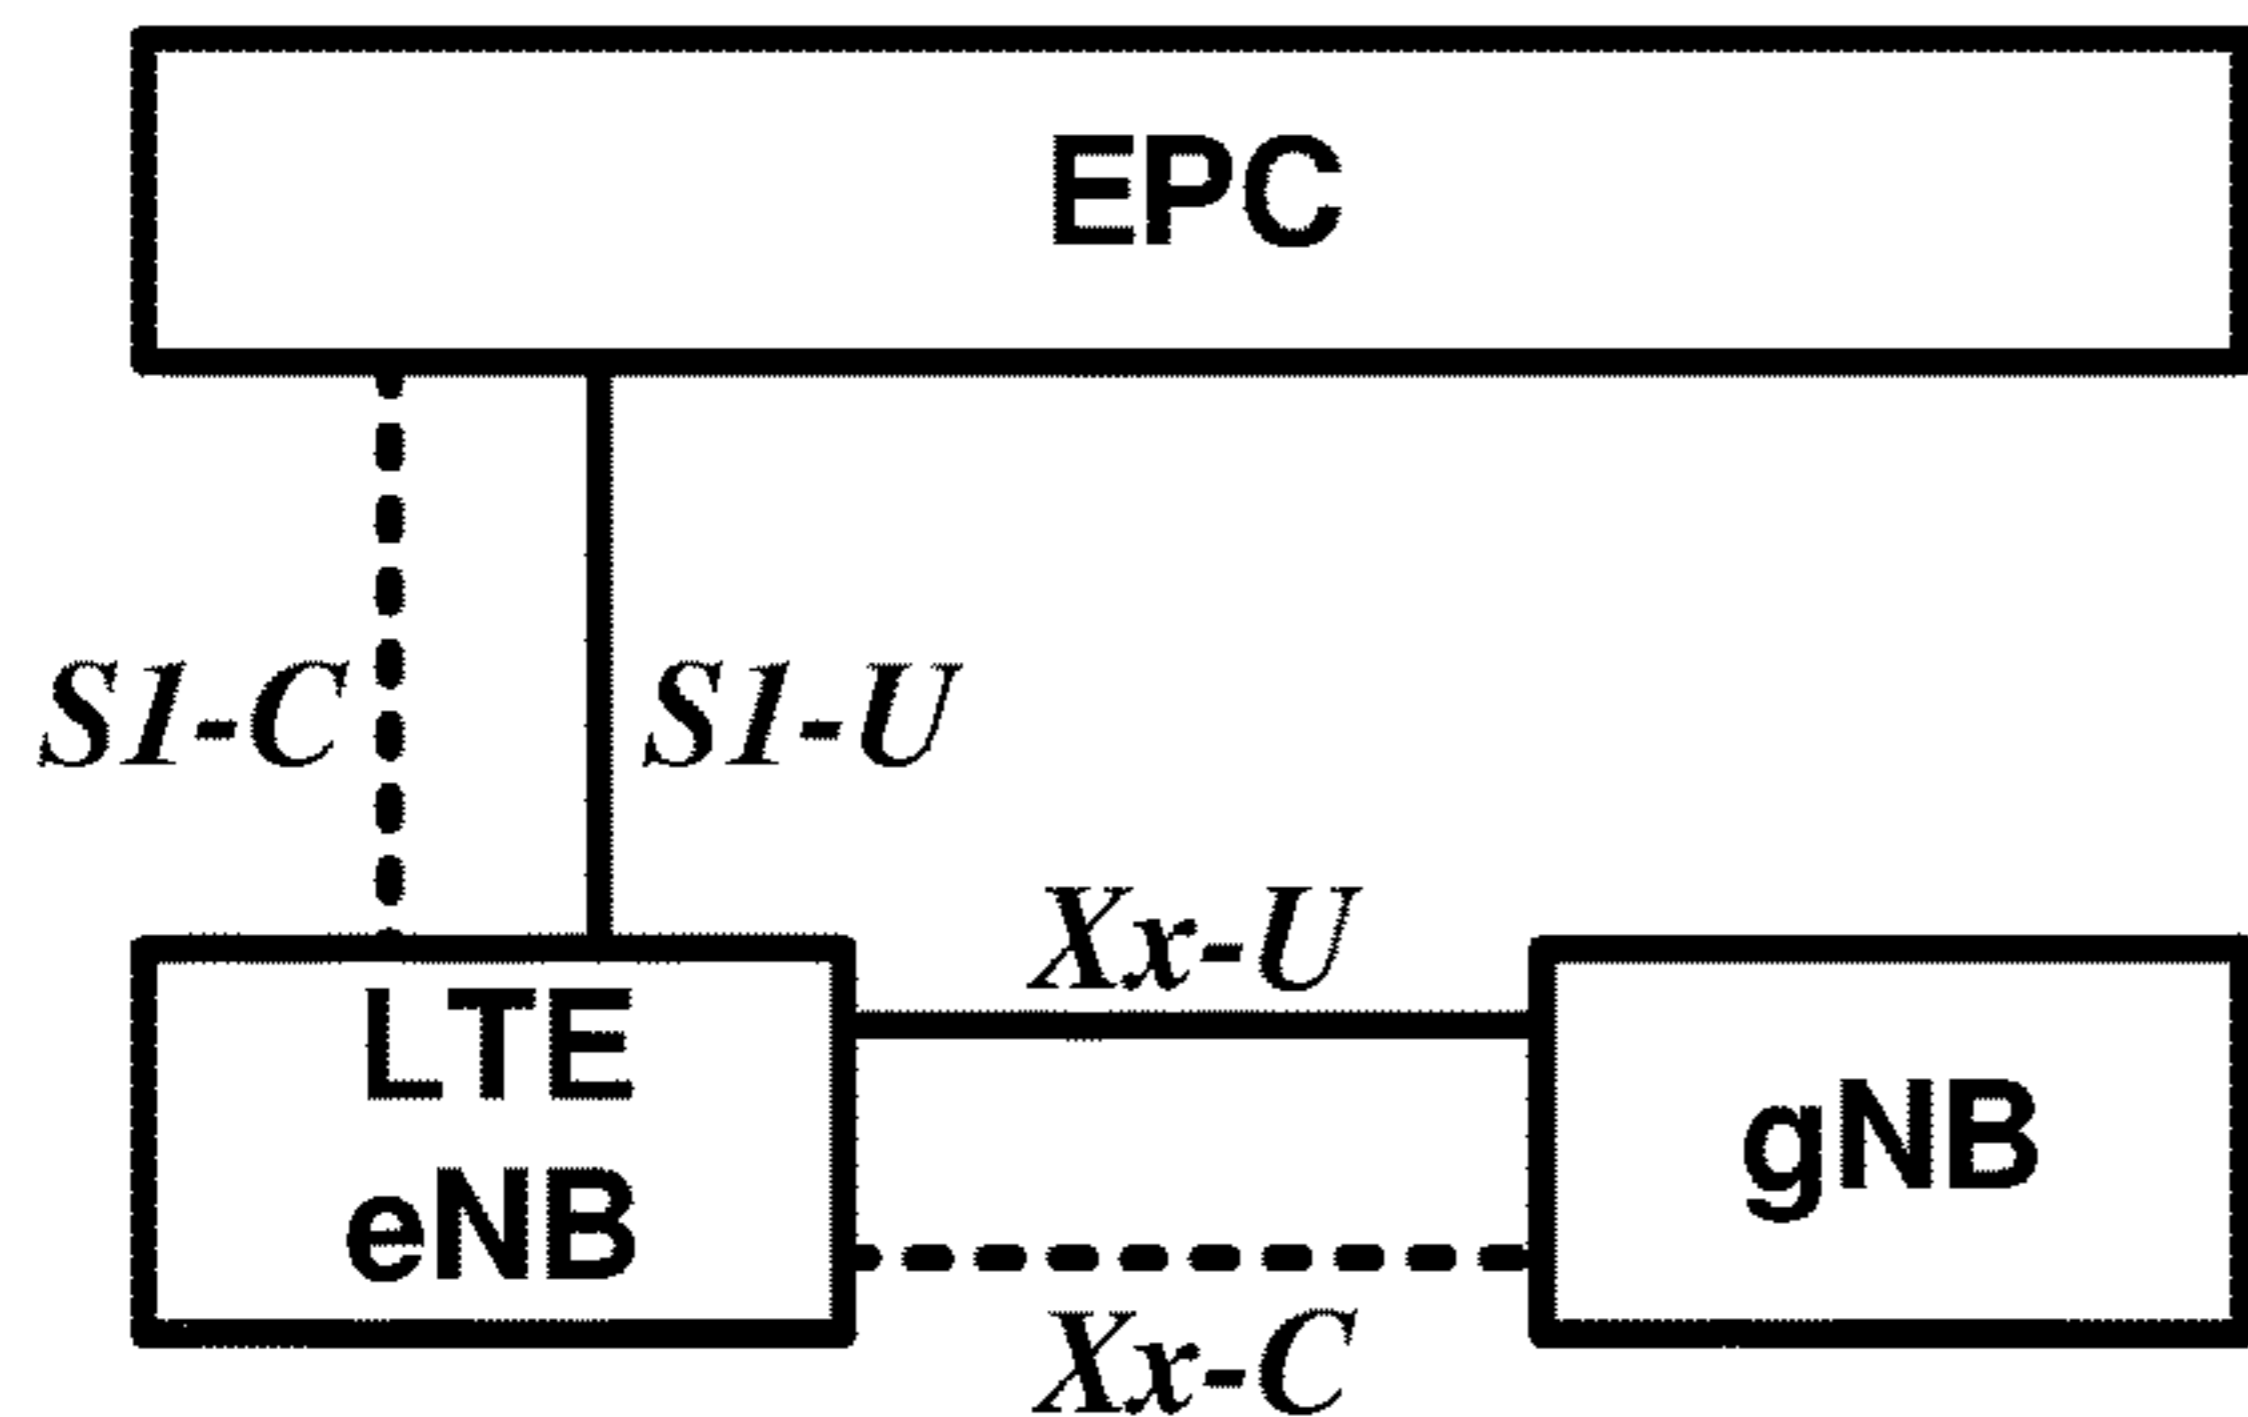 EPC
S1-C
S1-U
Xx-U
LTE
eNB
gNB
Xx-C